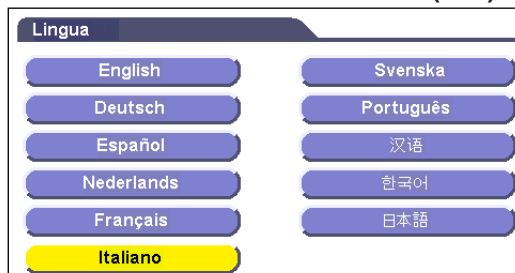 Lingua
English
Deutsch
Español
Nederlands
Français
Italiano
Svenska
Português
汉语
한국어
日本語